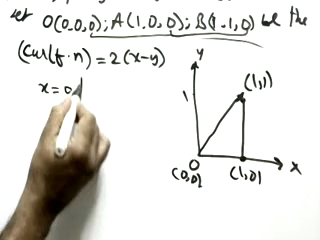 let O(0,0,0); A(1,0,0); B(1,1,0) be the
(Curl f·n) = 2(x-y)
x=0
y
1
(1,1)
O
x
(0,0)
(1,0)